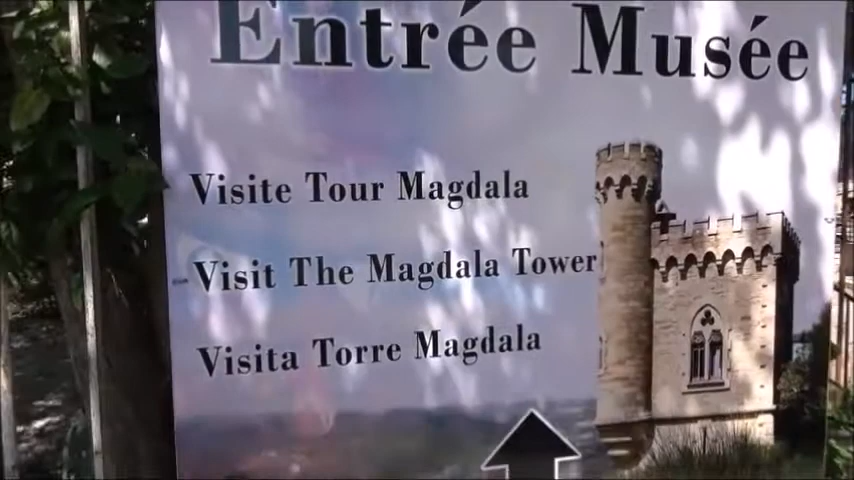 Entrée Musée
Visite Tour Magdala
Visit The Magdala Tower
Visita Torre Magdala